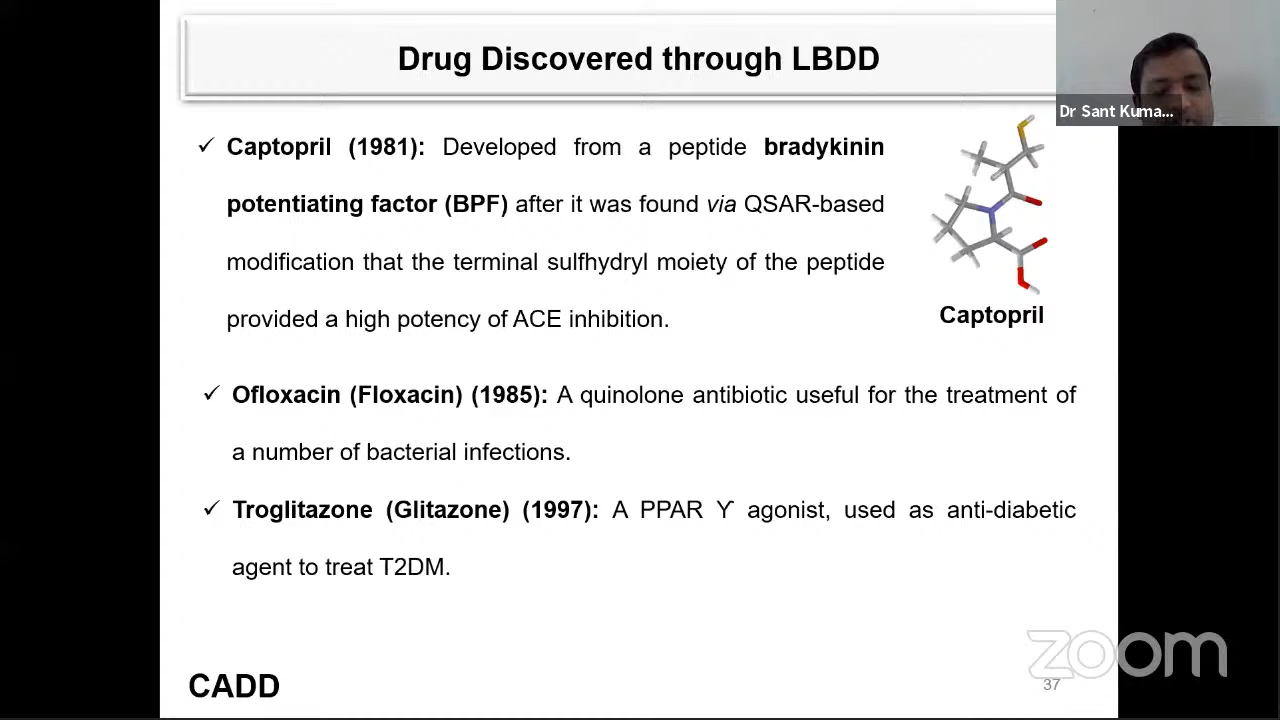 Drug Discovered through LBDD
Dr Sant Kuma...
✓ Captopril (1981): Developed from a peptide bradykinin
potentiating factor (BPF) after it was found via QSAR-based
modification that the terminal sulfhydryl moiety of the peptide
provided a high potency of ACE inhibition.
Captopril
✓ Ofloxacin (Floxacin) (1985): A quinolone antibiotic useful for the treatment of
a number of bacterial infections.
✓ Troglitazone (Glitazone) (1997): A PPAR ϒ agonist, used as anti-diabetic
agent to treat T2DM.
zoom
CADD
37